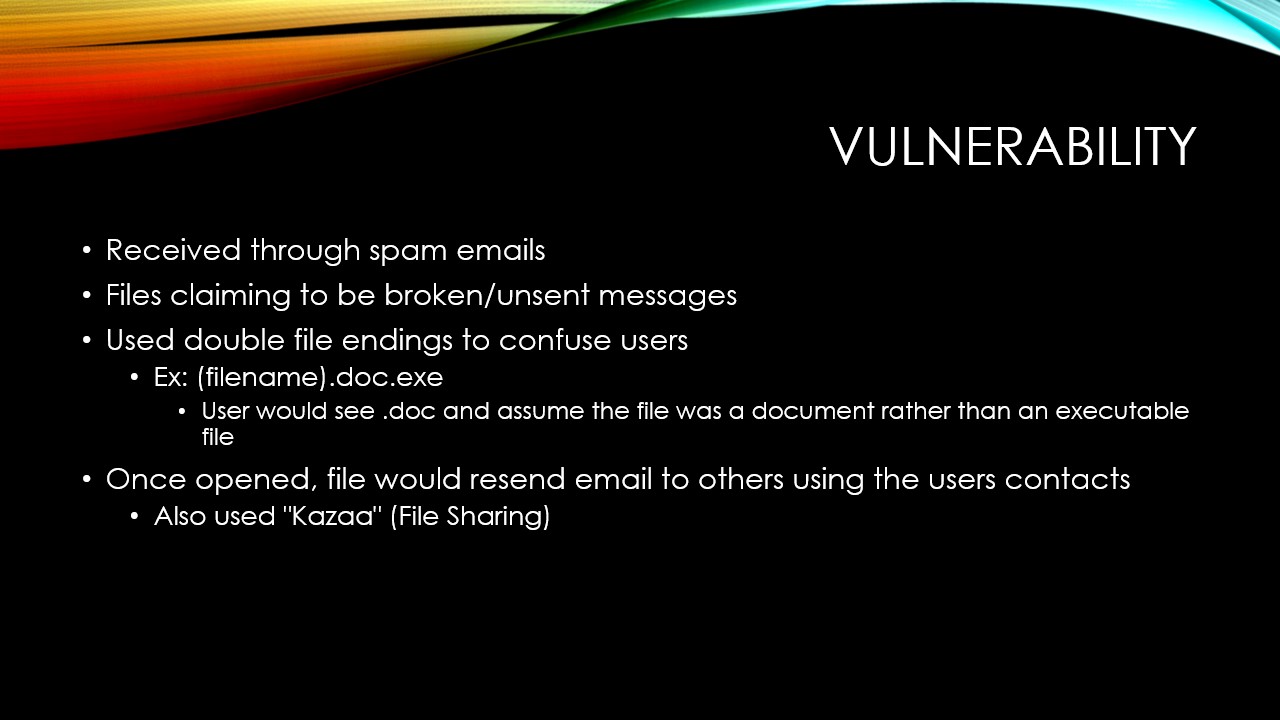 VULNERABILITY
• Received through spam emails
• Files claiming to be broken/unsent messages
• Used double file endings to confuse users
• Ex: (filename).doc.exe
• User would see .doc and assume the file was a document rather than an executable
file
• Once opened, file would resend email to others using the users contacts
• Also used "Kazaa" (File Sharing)